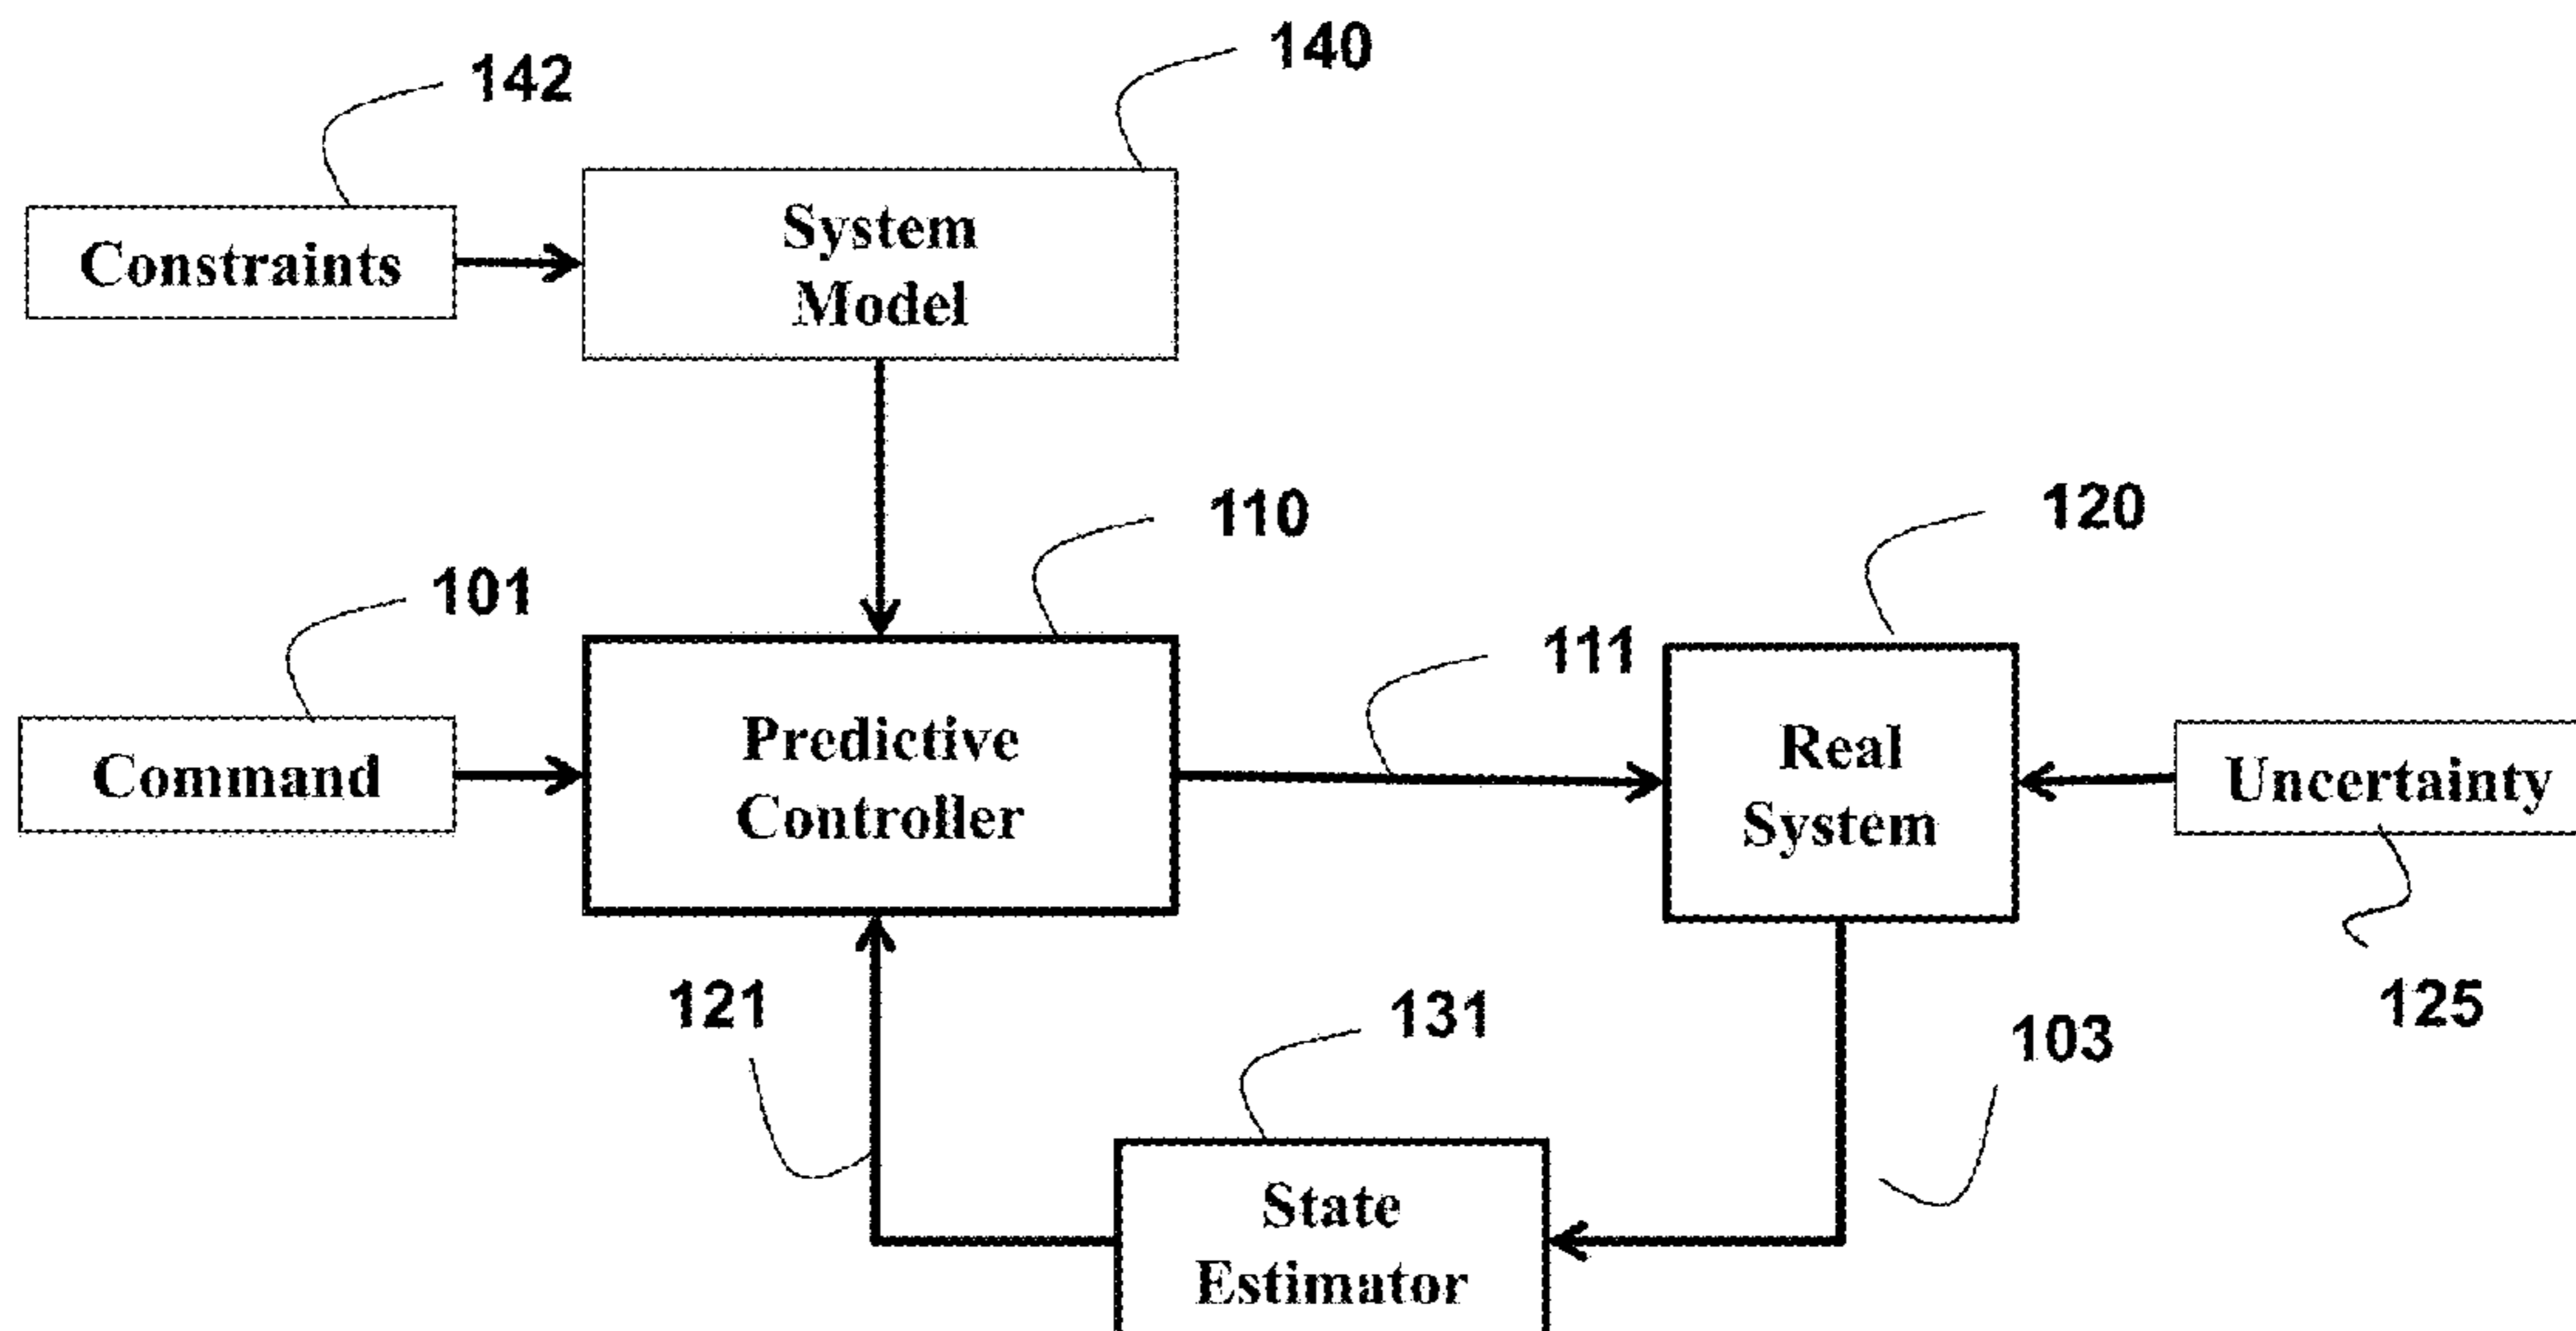 140
142
System
Model
Constraints
110
120
101
111
Predictive
Controller
Real
System
Command
Uncertainty
121
131
125
103
State
Estimator